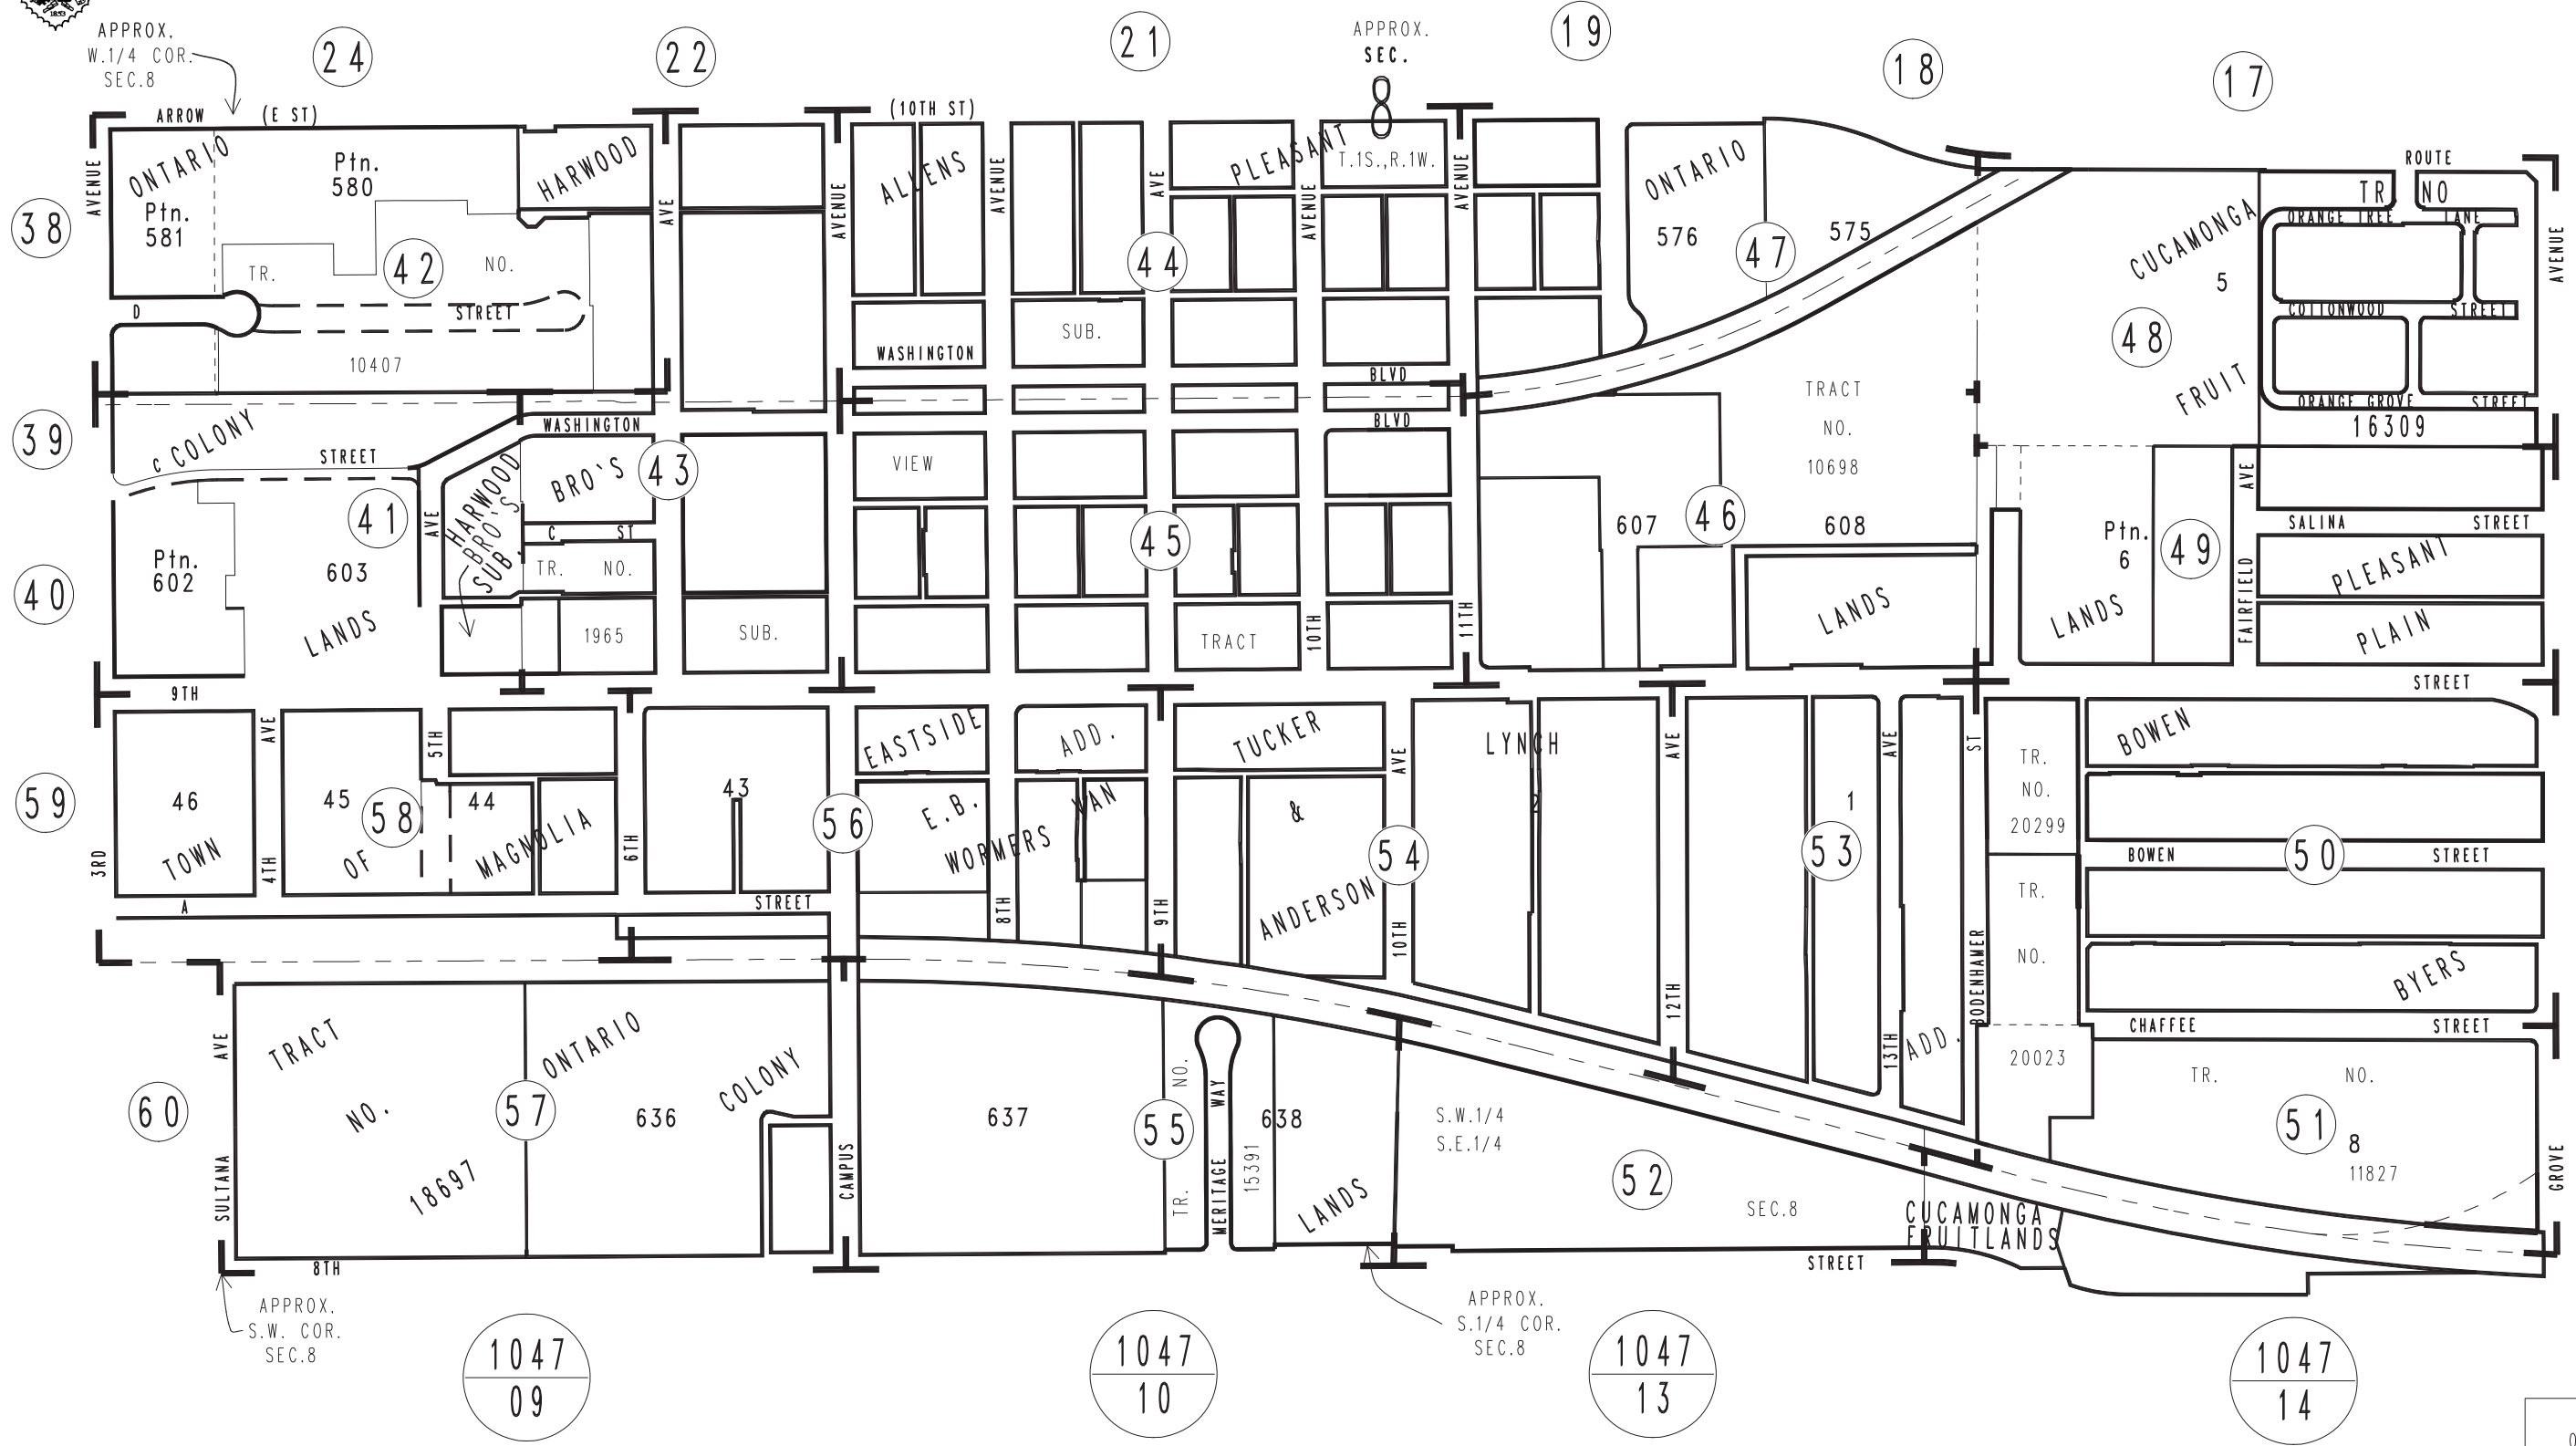 1853
APPROX.
W.1/4 COR.
SEC.8
24
22
21
APPROX.
SEC.
8
T.1S.,R.1W.
19
18
17
ARROW
(E ST)
(10TH ST)
ROUTE
38
AVENUE
ONTARIO
Ptn.
580
Ptn.
581
HARWOOD
AVE
AVENUE
ALLENS
AVENUE
AVE
PLEASANT
AVENUE
AVENUE
ONTARIO
576
47
575
CUCAMONGA
5
TR NO
ORANGE TREE LANE
AVENUE
TR.
42
NO.
44
D
STREET
10407
SUB.
48
COTTONWOOD STREET
WASHINGTON
BLVD
TRACT
NO.
10698
FRUIT
ORANGE GROVE STREET
16309
39
C
COLONY
STREET
WASHINGTON
BLVD
43
BRO'S
VIEW
HARWOOD
BRO'S
SUB.
41
AVE
C ST
TR. NO.
45
607
46
608
Ptn.
6
49
AVE
SALINA STREET
PLEASANT
40
Ptn.
602
603
LANDS
1965
SUB.
TRACT
10TH
11TH
LANDS
LANDS
FAIRFIELD
PLAIN
9TH
STREET
59
46
TOWN
3RD
AVE
4TH
45
58
OF
5TH
44
MAGNOLIA
6TH
43
56
EASTSIDE
ADD.
E.B.
VAN
WORMERS
8TH
9TH
TUCKER
&
ANDERSON
AVE
54
10TH
LYNCH
2
AVE
12TH
1
53
AVE
13TH
ADD.
ST
BODENHAMER
TR.
NO.
20299
TR.
NO.
20023
BOWEN
BOWEN STREET
50
BYERS
CHAFFEE STREET
A
STREET
60
AVE
SULTANA
TRACT
NO.
18697
57
ONTARIO
COLONY
636
CAMPUS
637
55
NO.
TR.
WAY
MERITAGE
15391
638
LANDS
S.W.1/4
S.E.1/4
52
SEC.8
CUCAMONGA
FRUITLANDS
TR. NO.
51
8
11827
GROVE
8TH
STREET
APPROX.
S.W. COR.
SEC.8
APPROX.
S.1/4 COR.
SEC.8
1047
09
1047
10
1047
13
1047
14